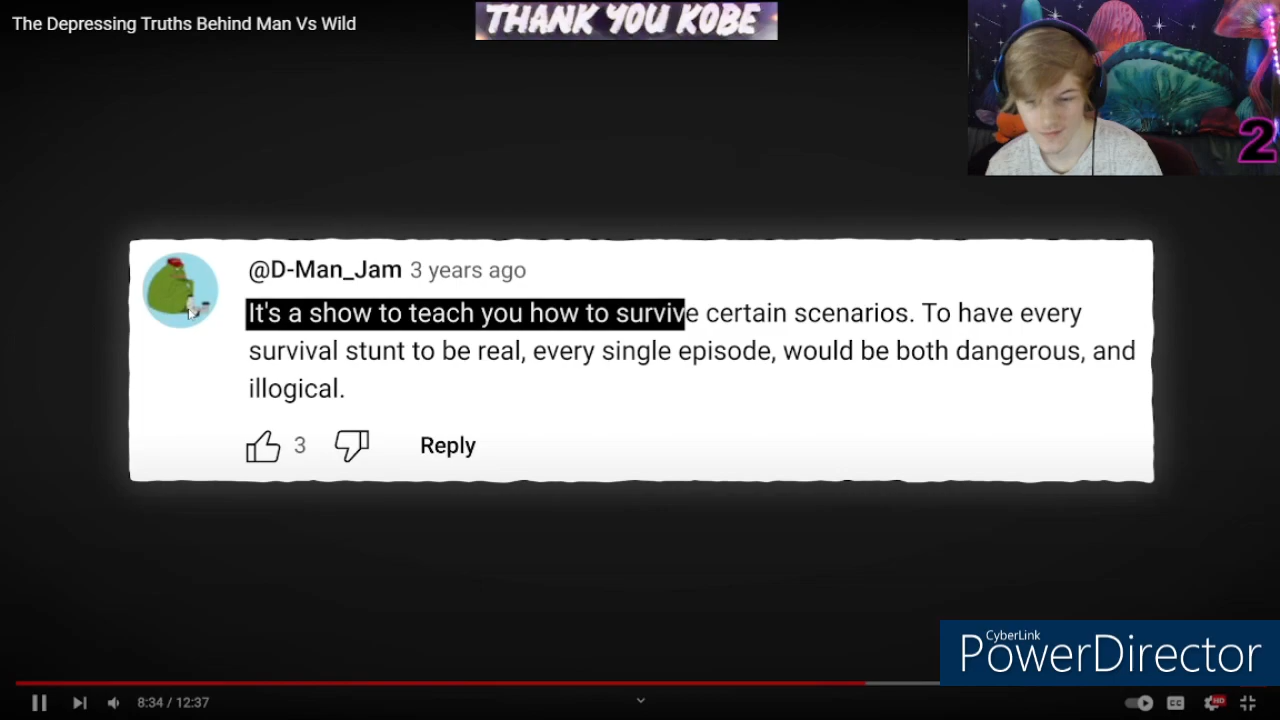 The Depressing Truths Behind Man Vs Wild
THANK YOU KOBE
2
@D-Man_Jam 3 years ago
It's a show to teach you how to survive certain scenarios. To have every
survival stunt to be real, every single episode, would be both dangerous, and
illogical.
3 Reply
CyberLink
PowerDirector
8:34 / 12:37
CC HD